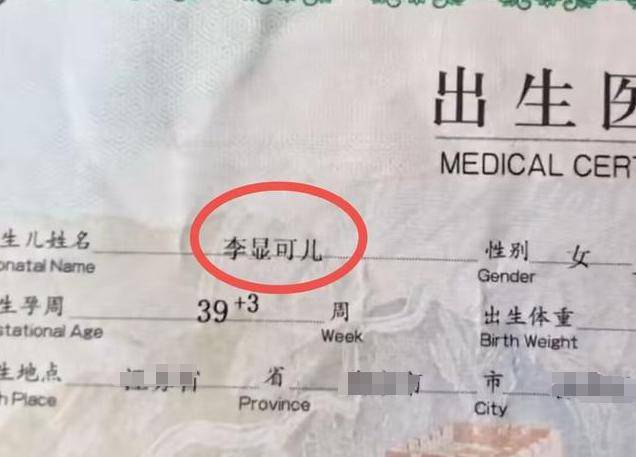 出生医
MEDICAL CERT
生儿姓名 李显可儿 性别 女
onatal Name Gender
生孕周 39+3 周 出生体重
stational Age Week Birth Weight
生地点 省 市
h Place Province City